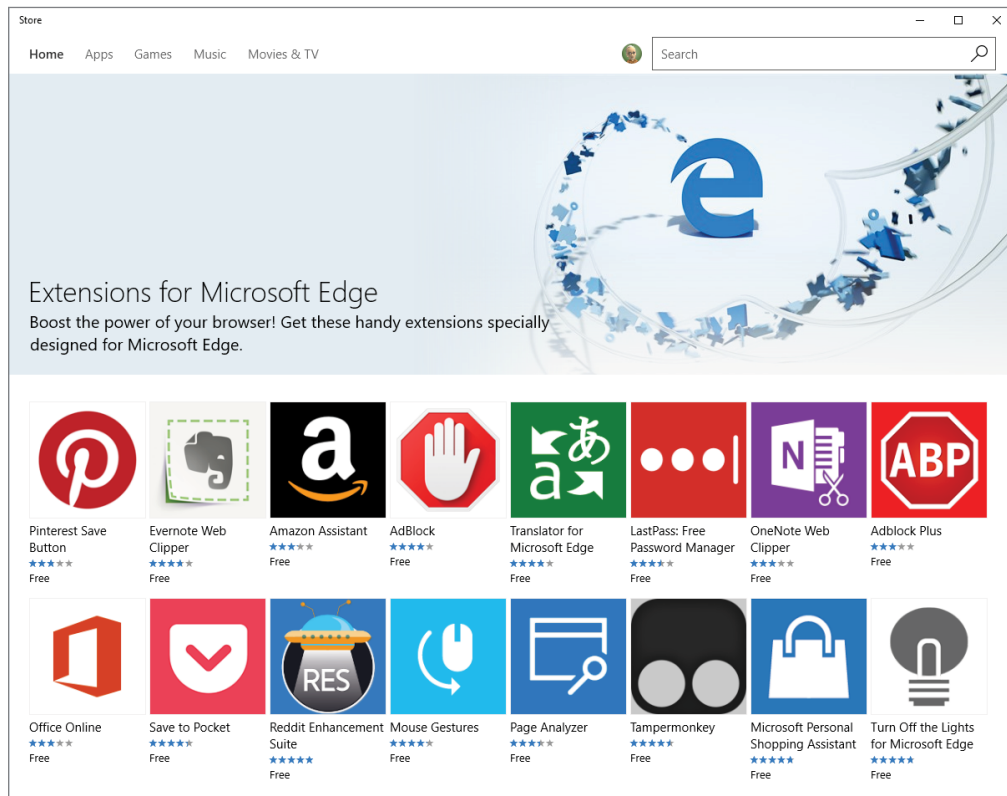 Store
Home Apps Games Music Movies & TV Search
Extensions for Microsoft Edge
Boost the power of your browser! Get these handy extensions specially
designed for Microsoft Edge.
a
a あ
N
ABP
Pinterest Save Button
Free
Evernote Web Clipper
Free
Amazon Assistant
Free
AdBlock
Free
Translator for Microsoft Edge
Free
LastPass: Free Password Manager
Free
OneNote Web Clipper
Free
Adblock Plus
Free
RES
Office Online
Free
Save to Pocket
Free
Reddit Enhancement Suite
Free
Mouse Gestures
Free
Page Analyzer
Free
Tampermonkey
Free
Microsoft Personal Shopping Assistant
Free
Turn Off the Lights for Microsoft Edge
Free